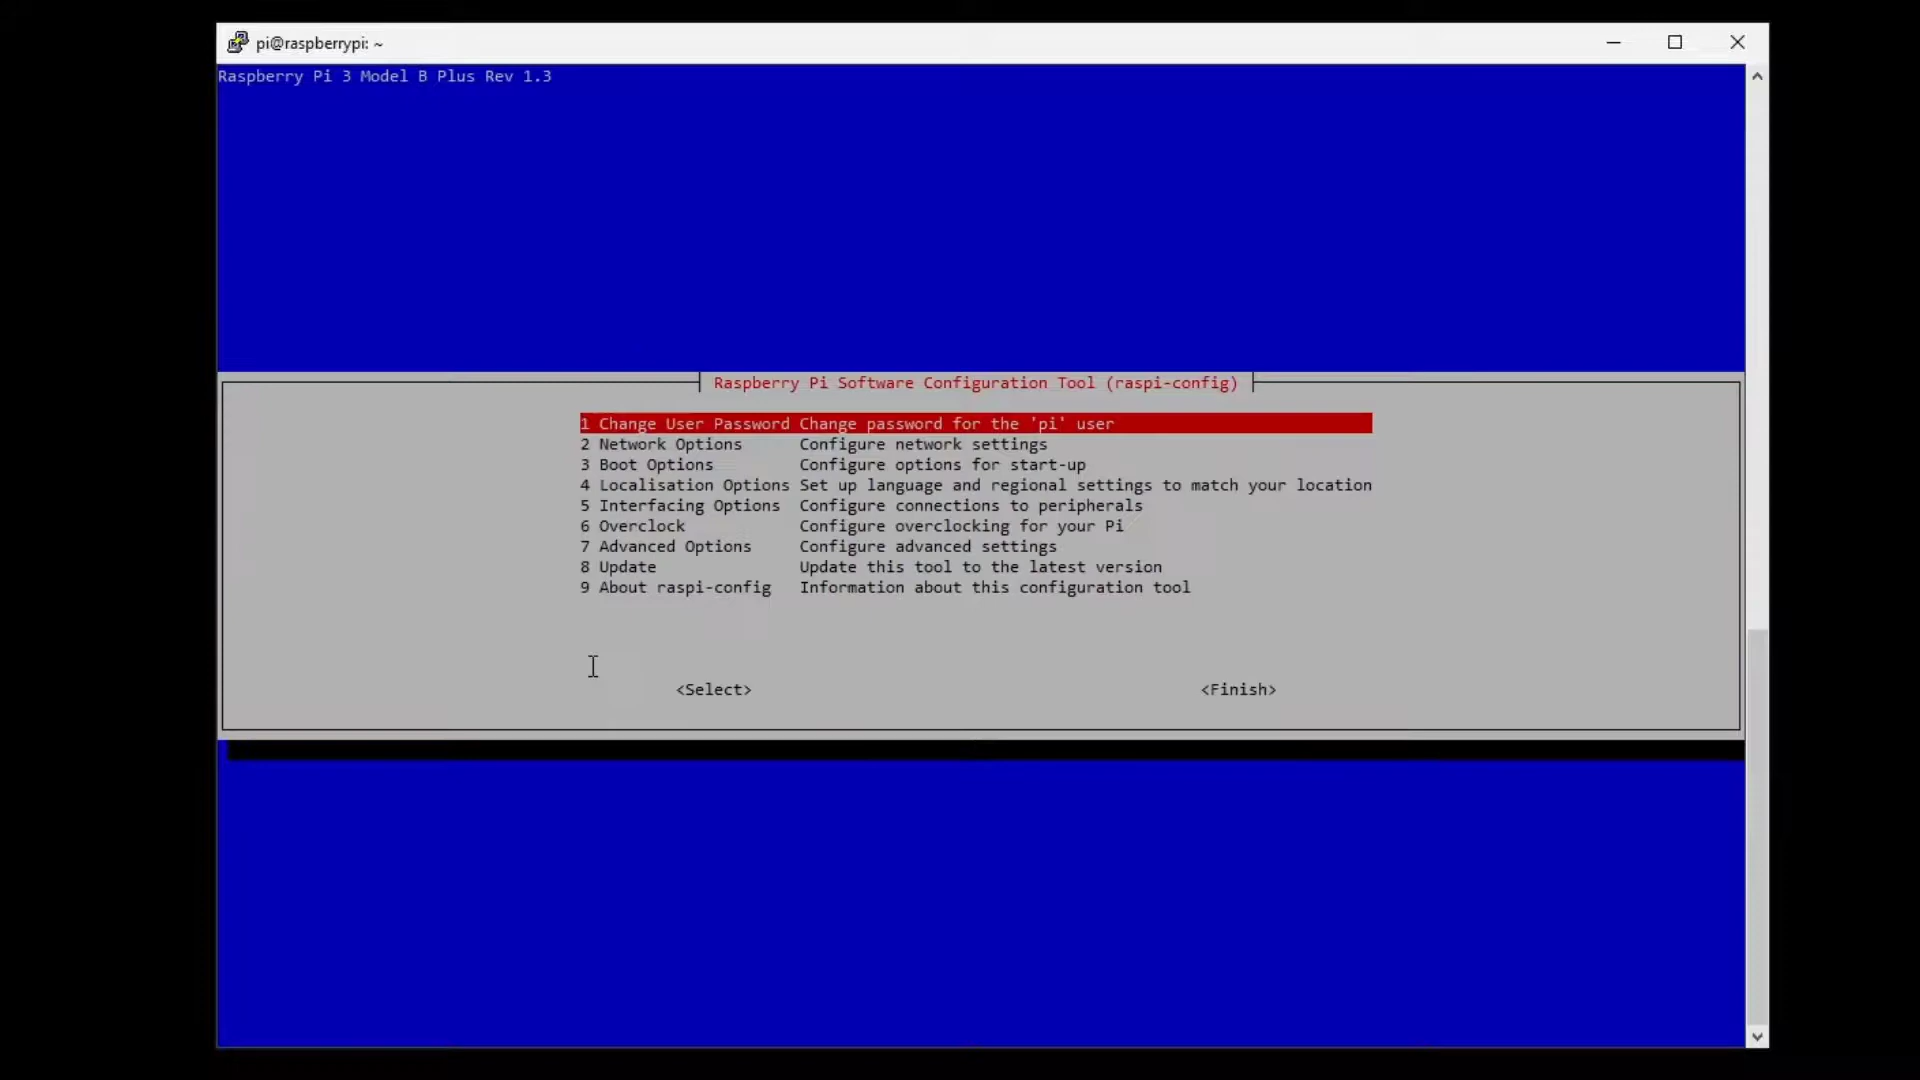 pi@raspberrypi: ~
Raspberry Pi 3 Model B Plus Rev 1.3
Raspberry Pi Software Configuration Tool (raspi-config)
1 Change User Password Change password for the 'pi' user
2 Network Options Configure network settings
3 Boot Options Configure options for start-up
4 Localisation Options Set up language and regional settings to match your location
5 Interfacing Options Configure connections to peripherals
6 Overclock Configure overclocking for your Pi
7 Advanced Options Configure advanced settings
8 Update Update this tool to the latest version
9 About raspi-config Information about this configuration tool
<Select> <Finish>